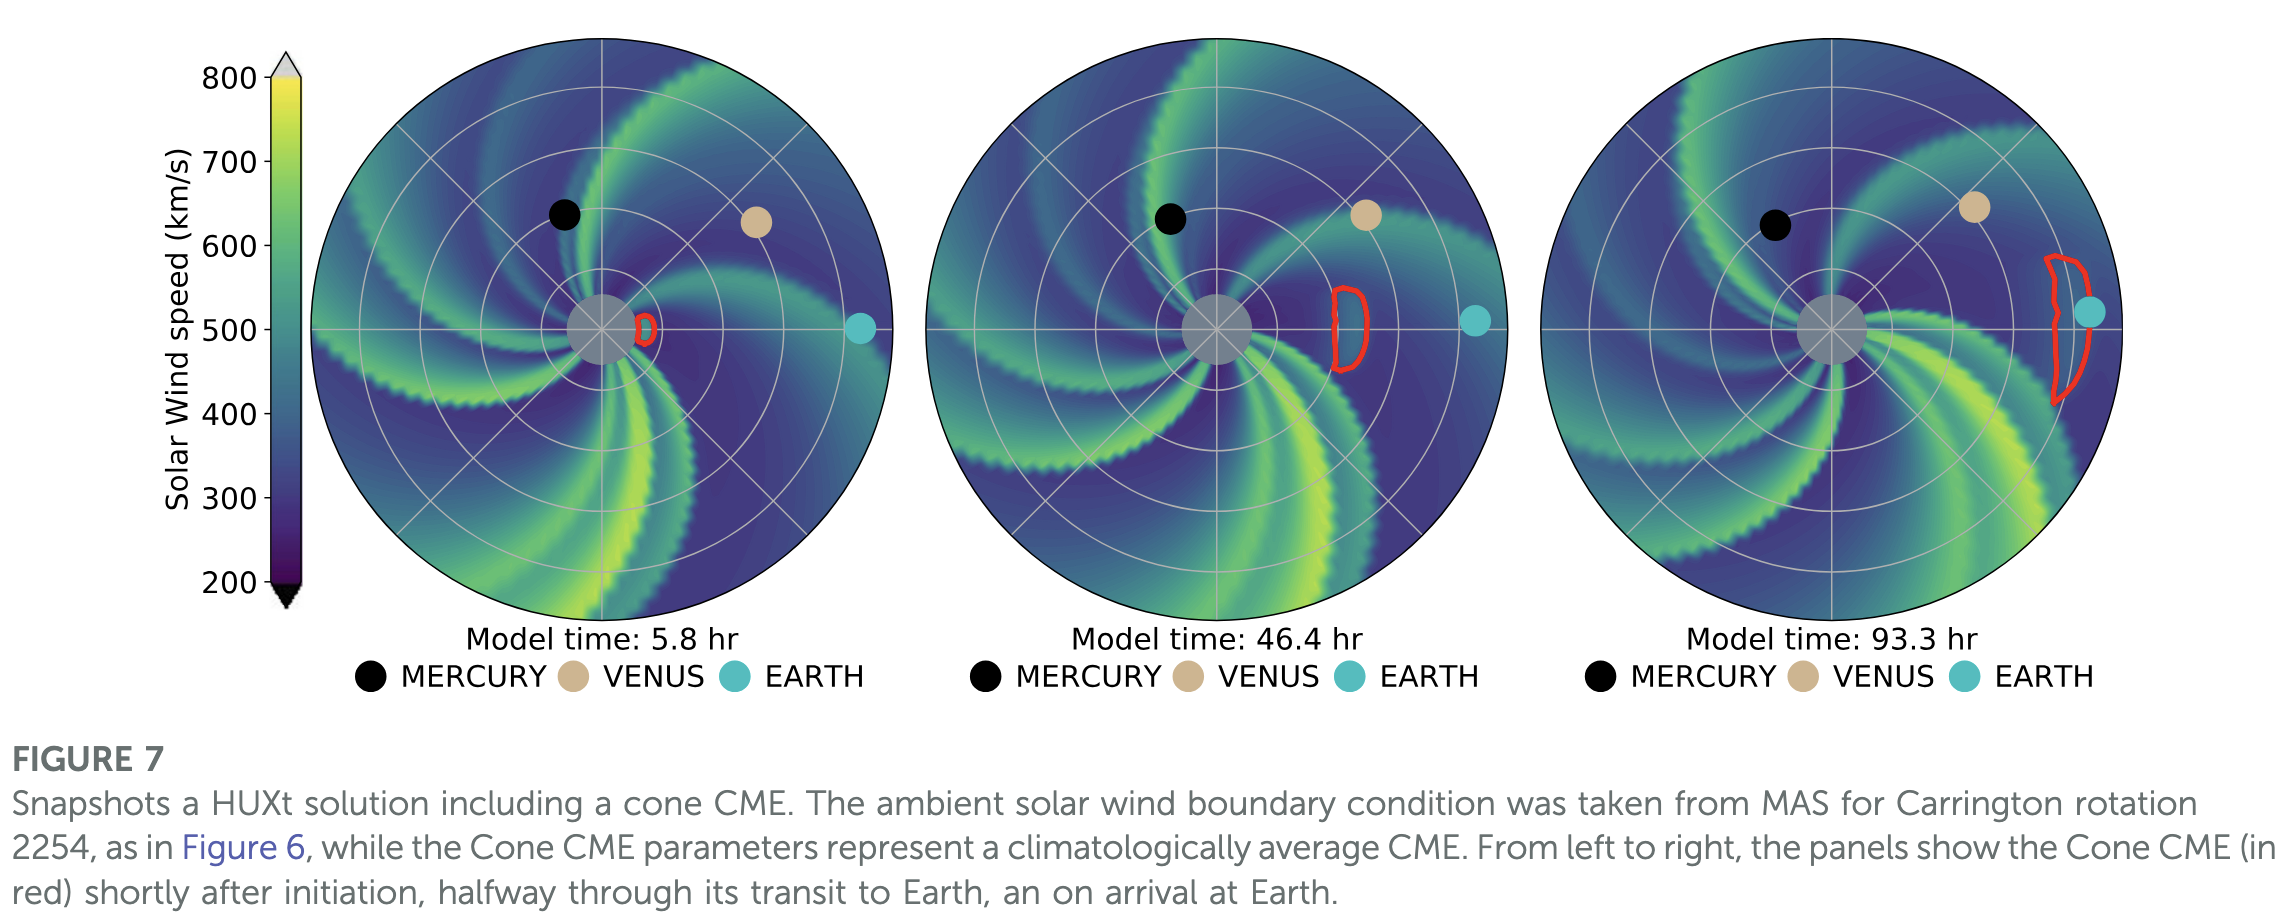 Solar Wind speed (km/s)
800
700
600
500
400
300
200
Model time: 5.8 hr
MERCURY VENUS EARTH
Model time: 46.4 hr
MERCURY VENUS EARTH
Model time: 93.3 hr
MERCURY VENUS EARTH
FIGURE 7
Snapshots a HUXt solution including a cone CME. The ambient solar wind boundary condition was taken from MAS for Carrington rotation
2254, as in Figure 6, while the Cone CME parameters represent a climatologically average CME. From left to right, the panels show the Cone CME (in
red) shortly after initiation, halfway through its transit to Earth, an on arrival at Earth.